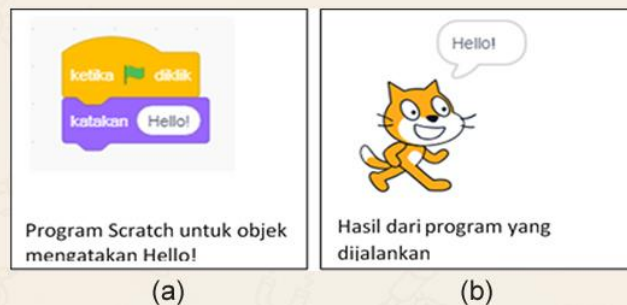 ketika diklik
katakan Hello!
Program Scratch untuk objek
mengatakan Hello!
(a)
Hello!
Hasil dari program yang
dijalankan
(b)